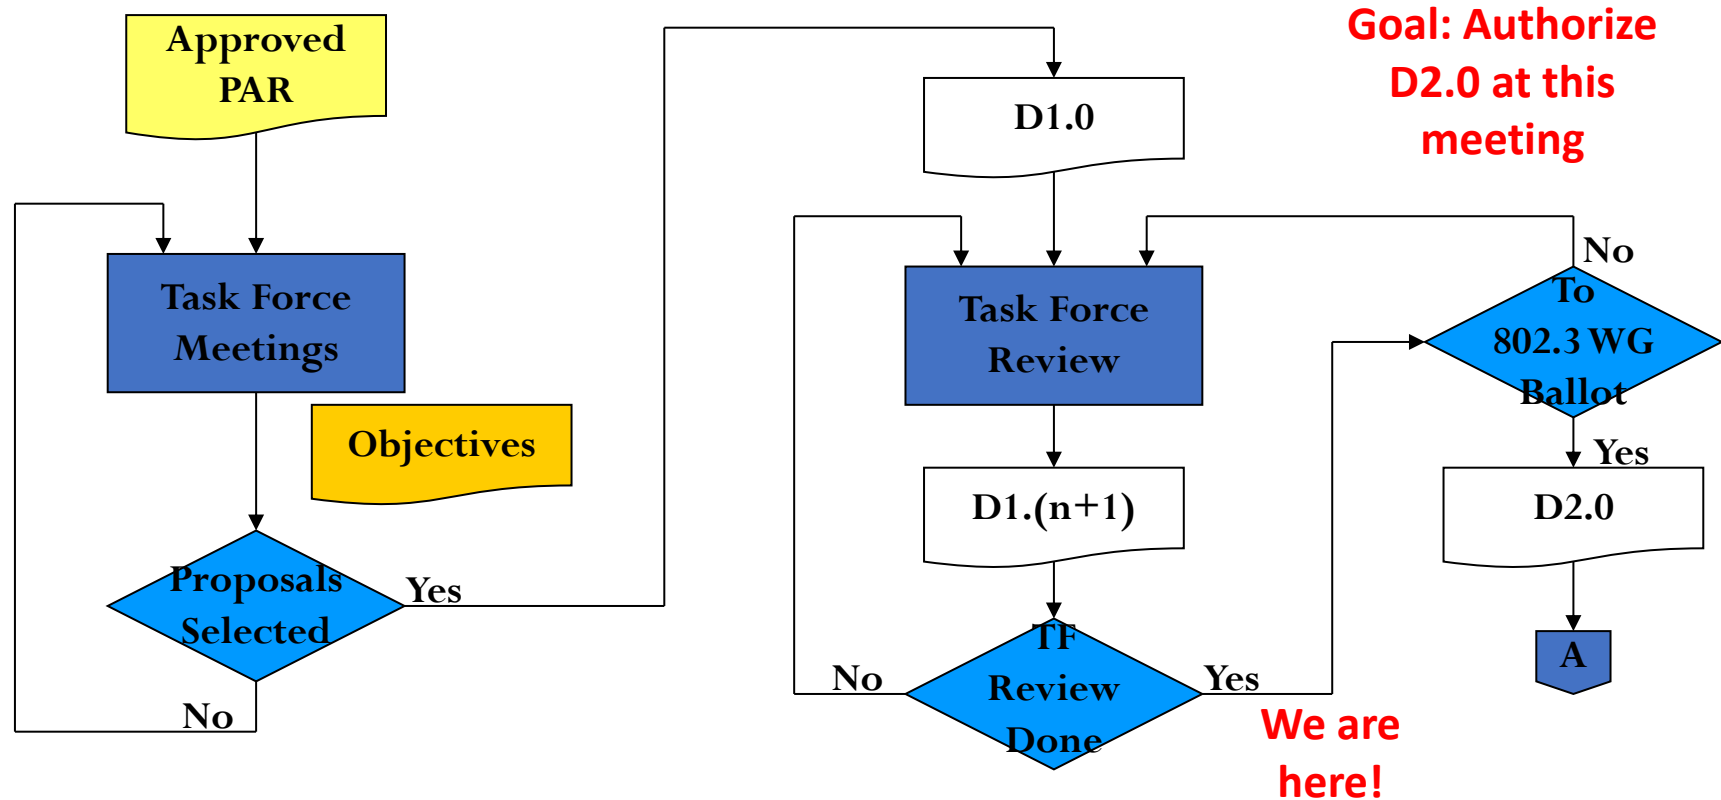 Approved
PAR
Task Force
Meetings
Objectives
Proposals
Selected
Yes
No
D1.0
Task Force
Review
D1.(n+1)
TF
Review
Done
No
Yes
We are
here!
Goal: Authorize
D2.0 at this
meeting
No
To
802.3 WG
Ballot
Yes
D2.0
A